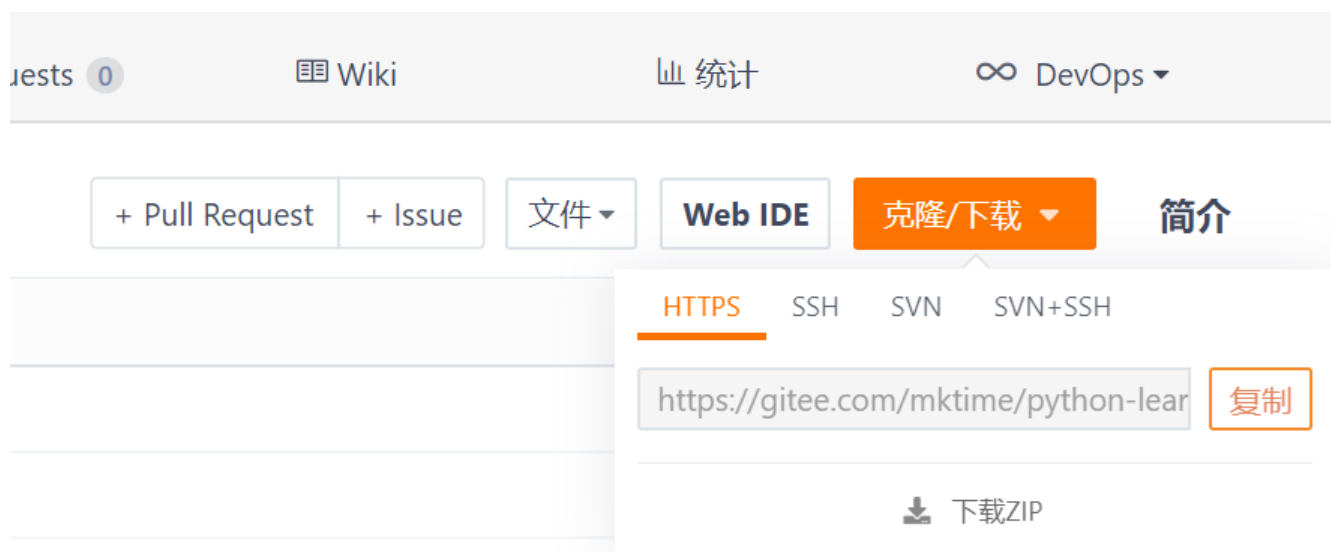 uests 0 Wiki 统计 DevOps
+ Pull Request + Issue 文件 Web IDE 克隆/下载 简介
HTTPS SSH SVN SVN+SSH
https://gitee.com/mktime/python-lear 复制
下载ZIP